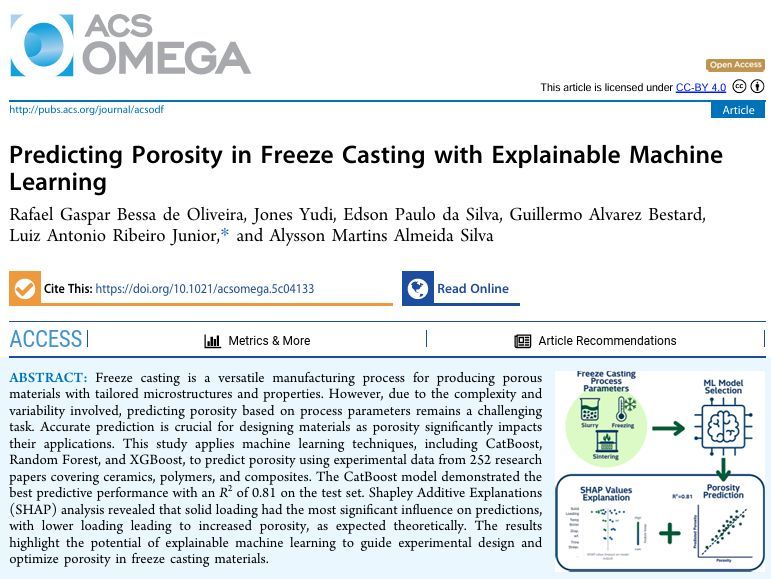 ACS
OMEGA
Open Access
This article is licensed under CC-BY 4.0
http://pubs.acs.org/journal/acsodf
Article
Predicting Porosity in Freeze Casting with Explainable Machine
Learning
Rafael Gaspar Bessa de Oliveira, Jones Yudi, Edson Paulo da Silva, Guillermo Alvarez Bestard,
Luiz Antonio Ribeiro Junior,* and Alysson Martins Almeida Silva
Cite This: https://doi.org/10.1021/acsomega.5c04133
Read Online
ACCESS
Metrics & More
Article Recommendations
ABSTRACT: Freeze casting is a versatile manufacturing process for producing porous
materials with tailored microstructures and properties. However, due to the complexity and
variability involved, predicting porosity based on process parameters remains a challenging
task. Accurate prediction is crucial for designing materials as porosity significantly impacts
their applications. This study applies machine learning techniques, including CatBoost,
Random Forest, and XGBoost, to predict porosity using experimental data from 252 research
papers covering ceramics, polymers, and composites. The CatBoost model demonstrated the
best predictive performance with an R² of 0.81 on the test set. Shapley Additive Explanations
(SHAP) analysis revealed that solid loading had the most significant influence on predictions,
with lower loading leading to increased porosity, as expected theoretically. The results
highlight the potential of explainable machine learning to guide experimental design and
optimize porosity in freeze casting materials.
Freeze Casting
Process
Parameters
Slurry
Freezing
Sintering
ML Model
Selection
SHAP Values
Explanation
Solid
Loading
Porosity
Prediction
R²=0.81